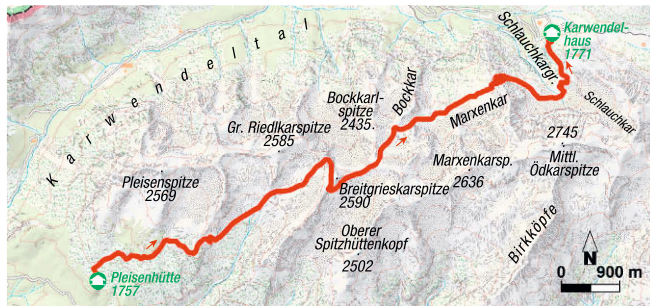 Karwendel-
haus
1771
Schlauchkargr.
Karwendeltal
Bockkarl-
spitze
2435
Bockkar
Gr. Riedlkarspitze
2585
Marxenkar
Schlauchkar
2745
Mittl.
Ödkarspitze
Marxenkarsp.
2636
Pleisenspitze
2569
Breitgrieskarspitze
2590
Oberer
Spitzhüttenkopf
2502
Birkköpfe
Pleisenhütte
1757
N
0 900 m